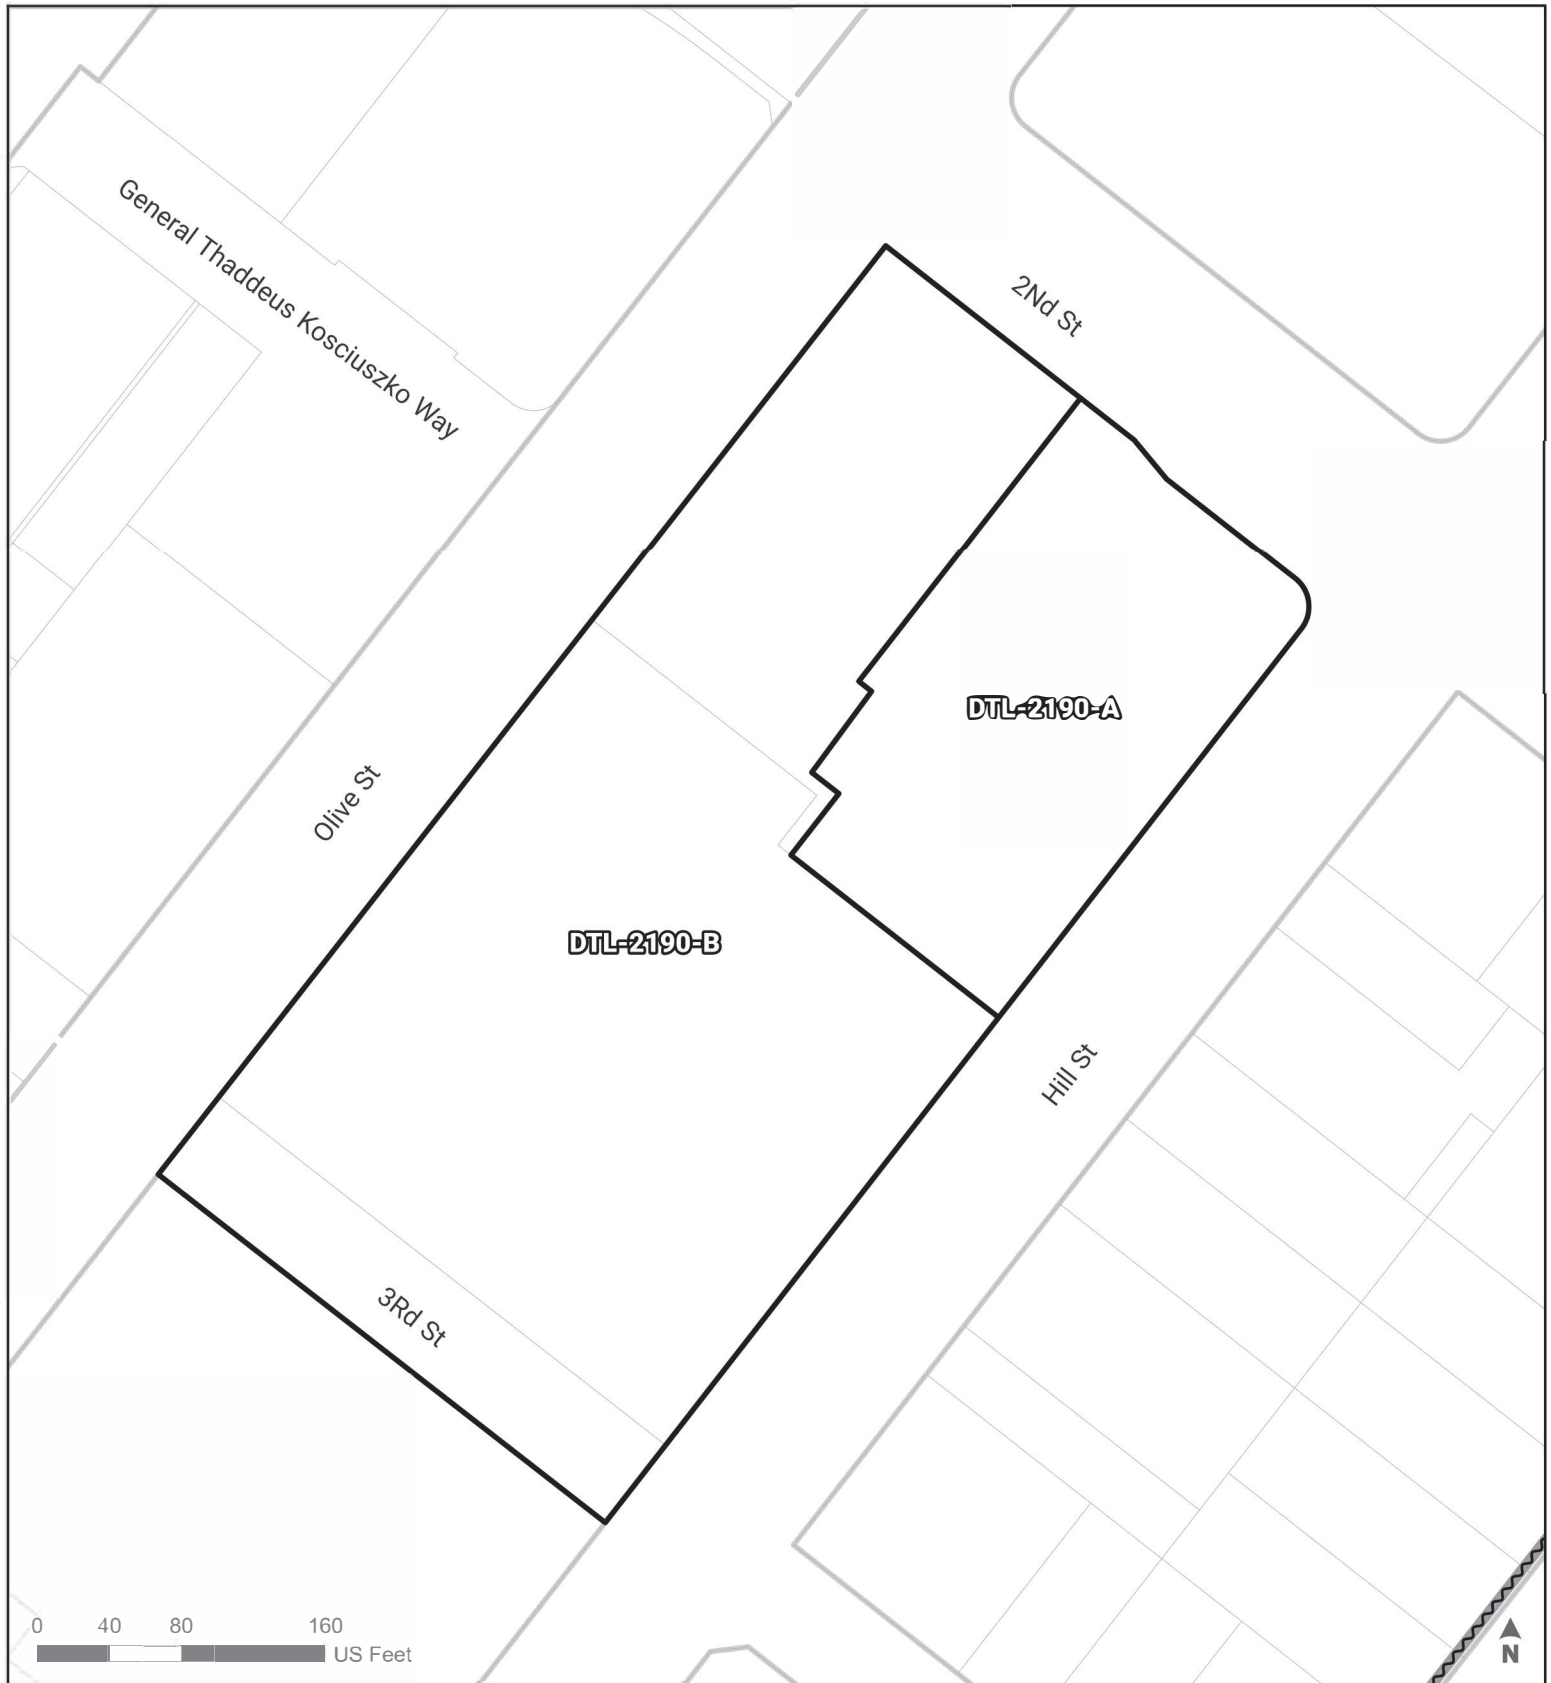 General Thaddeus Kosciuszko Way
2Nd St
DTL-2190-A
Olive St
DTL-2190-B
Hill St
3Rd St
0 40 80 160
US Feet
N